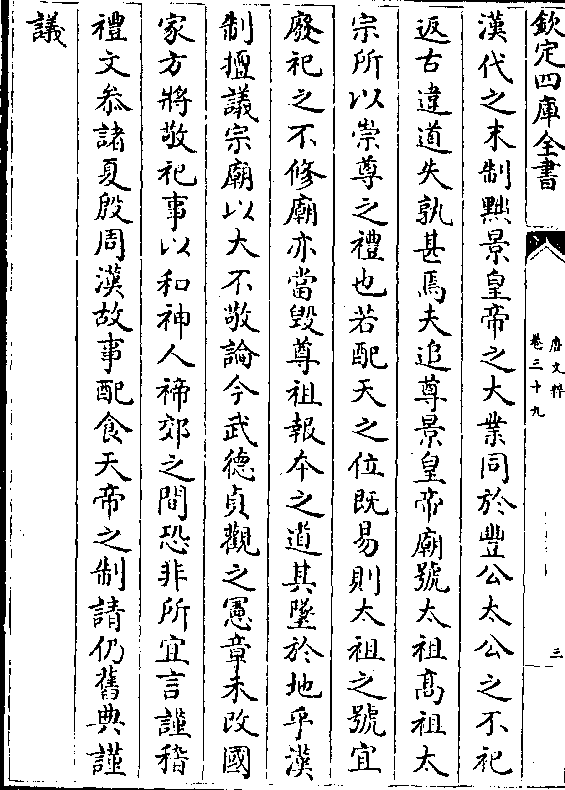 欽定四庫全書
唐文粹
卷三十九
三
漢代之末制黜景皇帝之大業同於豐公太公之不祀
返古違道失孰甚焉夫追尊景皇帝廟號太祖髙祖太
宗所以崇尊之禮也若配天之位既易則太祖之號宜
廢祀之不修廟亦當毀尊祖報本之道其墜於地乎漢
制擅議宗廟以大不敬論今武徳貞觀之憲章未改國
家方將敬祀事以和神人禘郊之間恐非所宜言謹稽
禮文叅諸夏殷周漢故事配食天帝之制請仍舊典謹
議